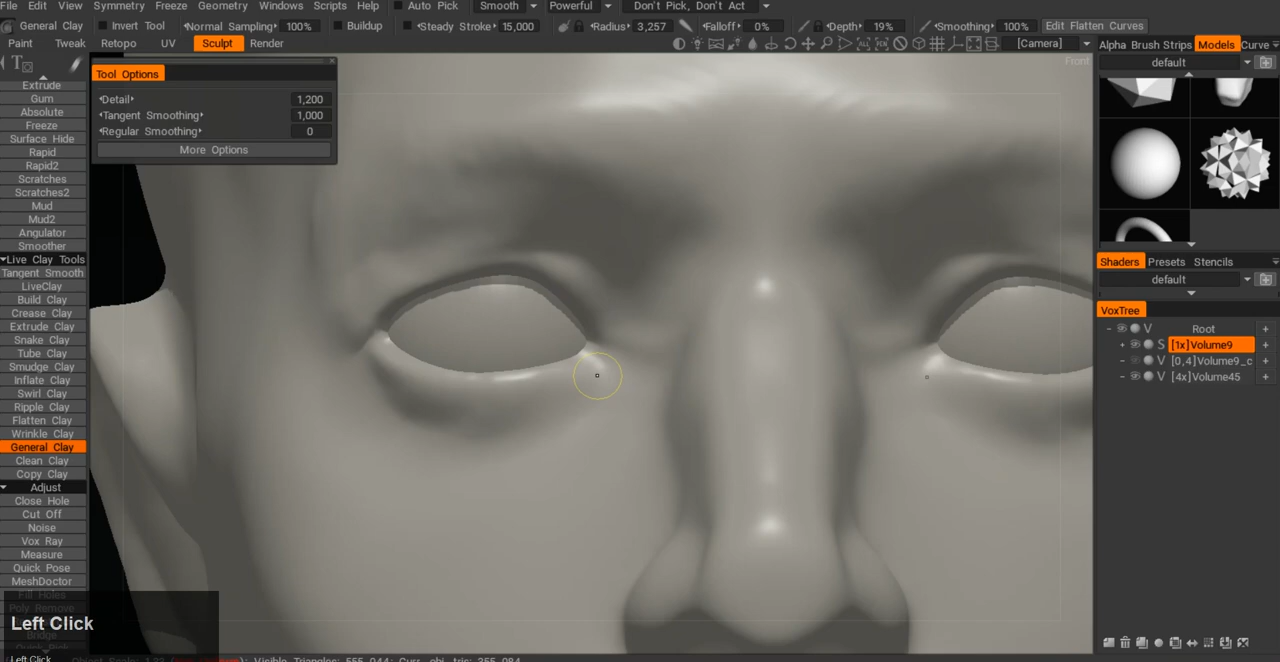 File Edit View Symmetry Freeze Geometry Windows Scripts Help Auto Pick Smooth Powerful Don't Pick, Don't Act
General Clay Invert Tool Normal Sampling 100% Buildup Steady Stroke 15,000 Radius 3,257 Falloff 0% Depth 19% Smoothing 100% Edit Flatten Curves
Paint Tweak Retopo UV Sculpt Render [Camera]
Front
Extrude
Gum
Absolute
Freeze
Surface Hide
Rapid
Rapid2
Scratches
Scratches2
Mud
Mud2
Angulator
Smoother
Live Clay Tools
Tangent Smooth
LiveClay
Build Clay
Crease Clay
Extrude Clay
Snake Clay
Tube Clay
Smudge Clay
Inflate Clay
Swirl Clay
Ripple Clay
Flatten Clay
Wrinkle Clay
General Clay
Clean Clay
Copy Clay
Adjust
Close Hole
Cut Off
Noise
Vox Ray
Measure
Quick Pose
MeshDoctor
Fill Holes
Poly Remove
Bridge
Tool Options
Detail 1,200
Tangent Smoothing 1,000
Regular Smoothing 0
More Options
Alpha Brush Strips Models Curve
default
Shaders Presets Stencils
default
VoxTree
V Root +
+ S [1x]Volume9 +
V [0,4]Volume9_c +
V [4x]Volume45 +
Left Click
Left Click